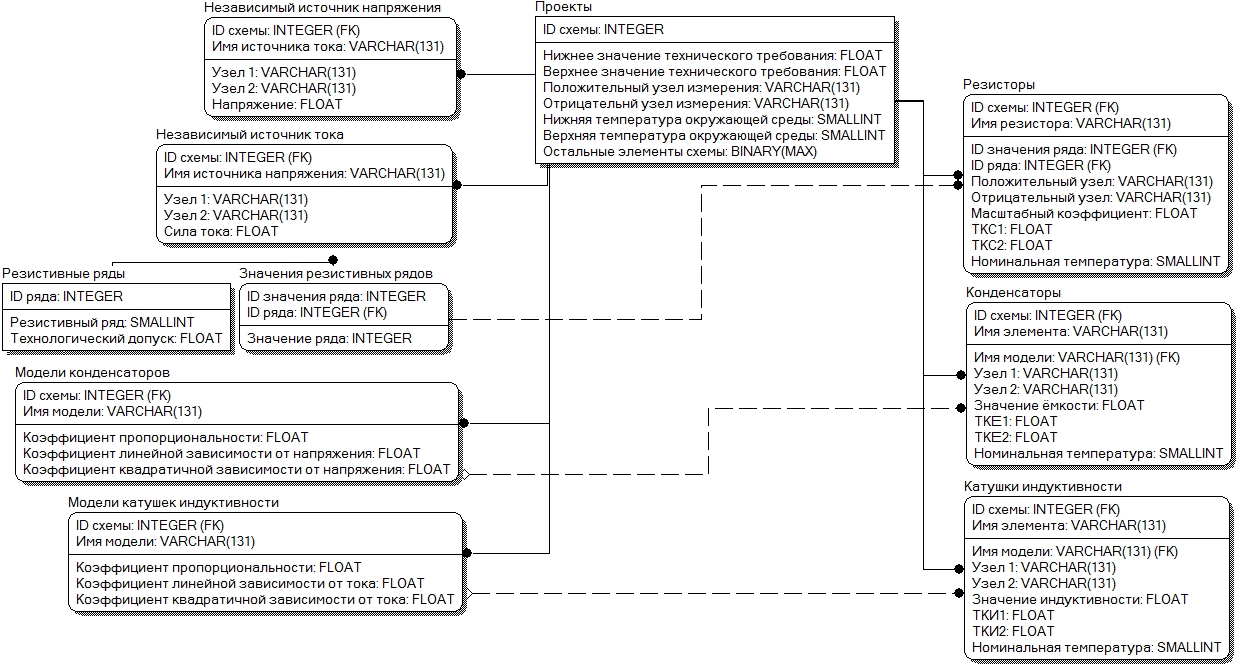 Независимый источник напряжения
ID схемы: INTEGER (FK)
Имя источника тока: VARCHAR(131)
Узел 1: VARCHAR(131)
Узел 2: VARCHAR(131)
Напряжение: FLOAT
Проекты
ID схемы: INTEGER
Нижнее значение технического требования: FLOAT
Верхнее значение технического требования: FLOAT
Положительный узел измерения: VARCHAR(131)
Отрицательн узел измерения: VARCHAR(131)
Нижняя температура окружающей среды: SMALLINT
Верхняя температура окружающей среды: SMALLINT
Остальные элементы схемы: BINARY(MAX)
Независимый источник тока
ID схемы: INTEGER (FK)
Имя источника напряжения: VARCHAR(131)
Узел 1: VARCHAR(131)
Узел 2: VARCHAR(131)
Сила тока: FLOAT
Резисторы
ID схемы: INTEGER (FK)
Имя резистора: VARCHAR(131)
ID значения ряда: INTEGER (FK)
ID ряда: INTEGER (FK)
Положительный узел: VARCHAR(131)
Отрицательный узел: VARCHAR(131)
Масштабный коэффициент: FLOAT
ТКС1: FLOAT
ТКС2: FLOAT
Номинальная температура: SMALLINT
Резистивные ряды
ID ряда: INTEGER
Резистивный ряд: SMALLINT
Технологический допуск: FLOAT
Значения резистивных рядов
ID значения ряда: INTEGER
ID ряда: INTEGER (FK)
Значение ряда: INTEGER
Конденсаторы
ID схемы: INTEGER (FK)
Имя элемента: VARCHAR(131)
Имя модели: VARCHAR(131) (FK)
Узел 1: VARCHAR(131)
Узел 2: VARCHAR(131)
Значение ёмкости: FLOAT
ТКЕ1: FLOAT
ТКЕ2: FLOAT
Номинальная температура: SMALLINT
Модели конденсаторов
ID схемы: INTEGER (FK)
Имя модели: VARCHAR(131)
Коэффициент пропорциональности: FLOAT
Коэффициент линейной зависимости от напряжения: FLOAT
Коэффициент квадратичной зависимости от напряжения: FLOAT
Модели катушек индуктивности
ID схемы: INTEGER (FK)
Имя модели: VARCHAR(131)
Коэффициент пропорциональности: FLOAT
Коэффициент линейной зависимости от тока: FLOAT
Коэффициент квадратичной зависимости от тока: FLOAT
Катушки индуктивности
ID схемы: INTEGER (FK)
Имя элемента: VARCHAR(131)
Имя модели: VARCHAR(131) (FK)
Узел 1: VARCHAR(131)
Узел 2: VARCHAR(131)
Значение индуктивности: FLOAT
ТКИ1: FLOAT
ТКИ2: FLOAT
Номинальная температура: SMALLINT